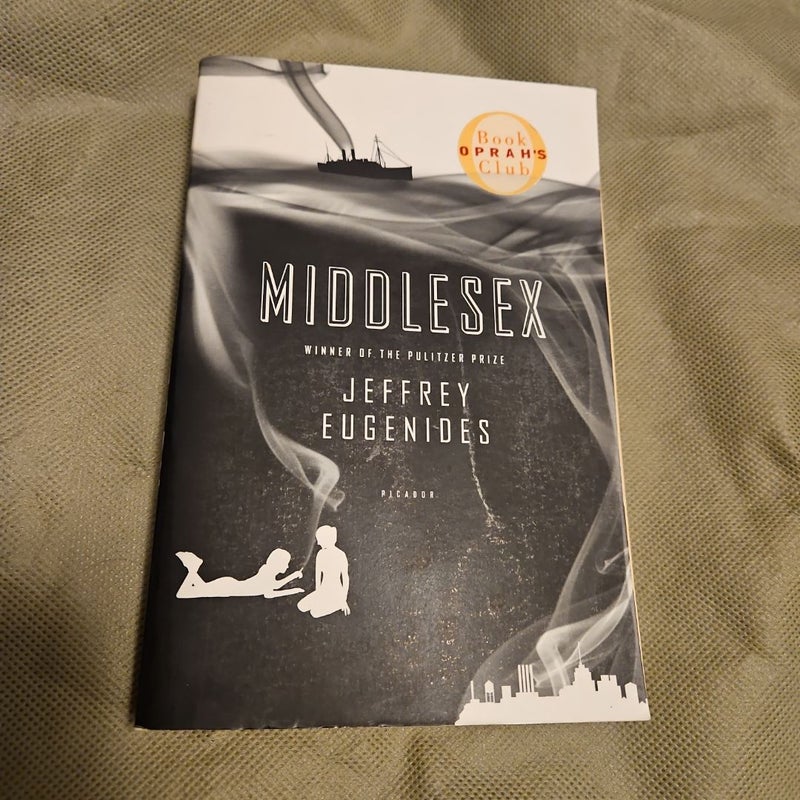 Book
OPRAH'S
Club
MIDDLESEX
WINNER OF THE PULITZER PRIZE
JEFFREY
EUGENIDES
PICADOR